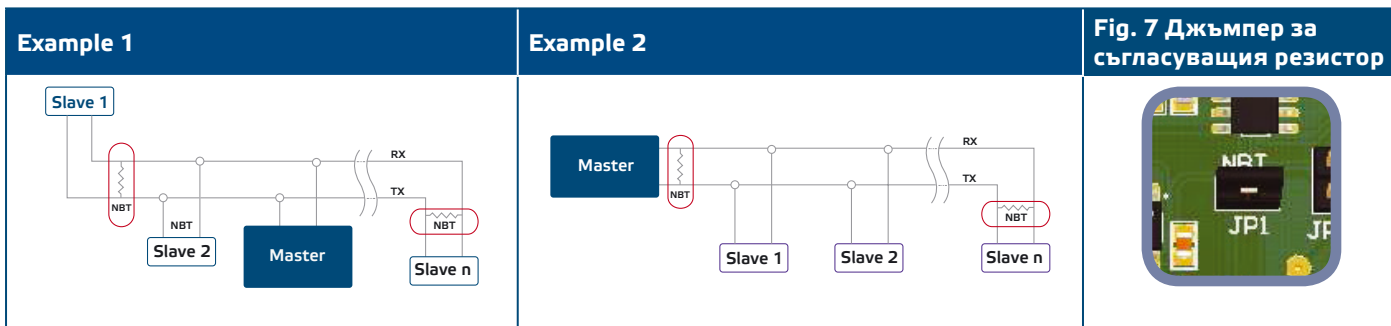 Example 1
Slave 1
RX
TX
NBT
NBT
NBT
Slave 2
Master
Slave n
Example 2
Master
RX
TX
NBT
NBT
Slave 1
Slave 2
Slave n
Fig. 7 Джъмпер за
съгласуващия резистор
NBT
JP1
JP